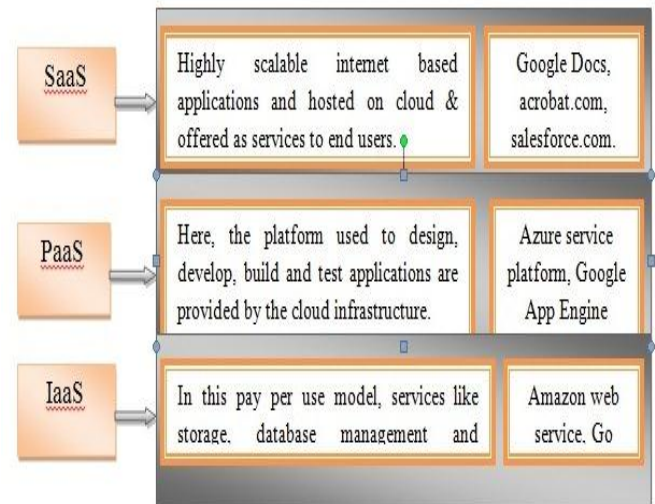 SaaS
Highly scalable internet based
applications and hosted on cloud &
offered as services to end users.
Google Docs,
acrobat.com,
salesforce.com.
PaaS
Here, the platform used to design,
develop, build and test applications are
provided by the cloud infrastructure.
Azure service
platform, Google
App Engine
IaaS
In this pay per use model, services like
storage, database management and
Amazon web
service, Go